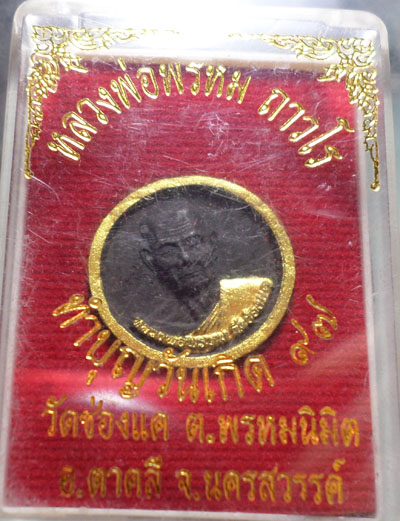 หลวงพ่อพรหม ถาวโร
ทำบุญวันเกิด ๙๗
วัดช่องแค ต.พรหมนิมิต
อ.ตาคลี จ.นครสวรรค์